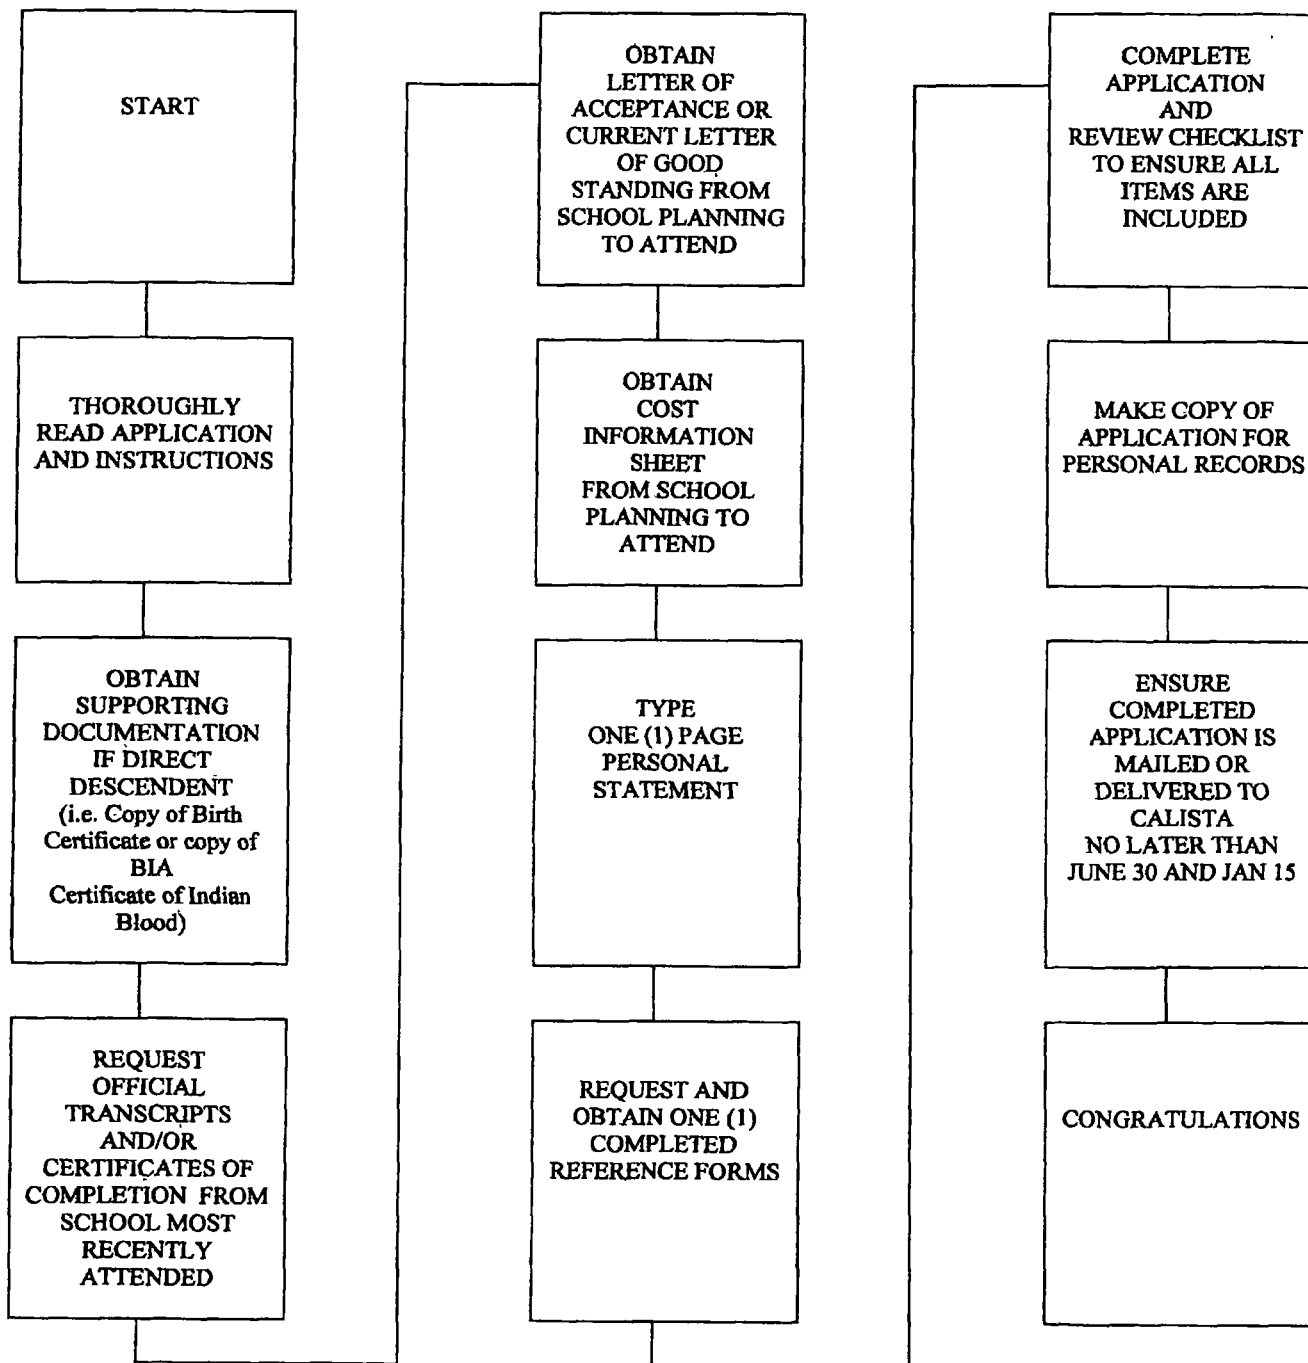 START
THOROUGHLY
READ APPLICATION
AND INSTRUCTIONS
OBTAIN
SUPPORTING
DOCUMENTATION
IF DIRECT
DESCENDENT
(i.e. Copy of Birth
Certificate or copy of
BIA
Certificate of Indian
Blood)
REQUEST
OFFICIAL
TRANSCRIPTS
AND/OR
CERTIFICATES OF
COMPLETION FROM
SCHOOL MOST
RECENTLY
ATTENDED
OBTAIN
LETTER OF
ACCEPTANCE OR
CURRENT LETTER
OF GOOD
STANDING FROM
SCHOOL PLANNING
TO ATTEND
OBTAIN
COST
INFORMATION
SHEET
FROM SCHOOL
PLANNING TO
ATTEND
TYPE
ONE (1) PAGE
PERSONAL
STATEMENT
REQUEST AND
OBTAIN ONE (1)
COMPLETED
REFERENCE FORMS
COMPLETE
APPLICATION
AND
REVIEW CHECKLIST
TO ENSURE ALL
ITEMS ARE
INCLUDED
MAKE COPY OF
APPLICATION FOR
PERSONAL RECORDS
ENSURE
COMPLETED
APPLICATION IS
MAILED OR
DELIVERED TO
CALISTA
NO LATER THAN
JUNE 30 AND JAN 15
CONGRATULATIONS